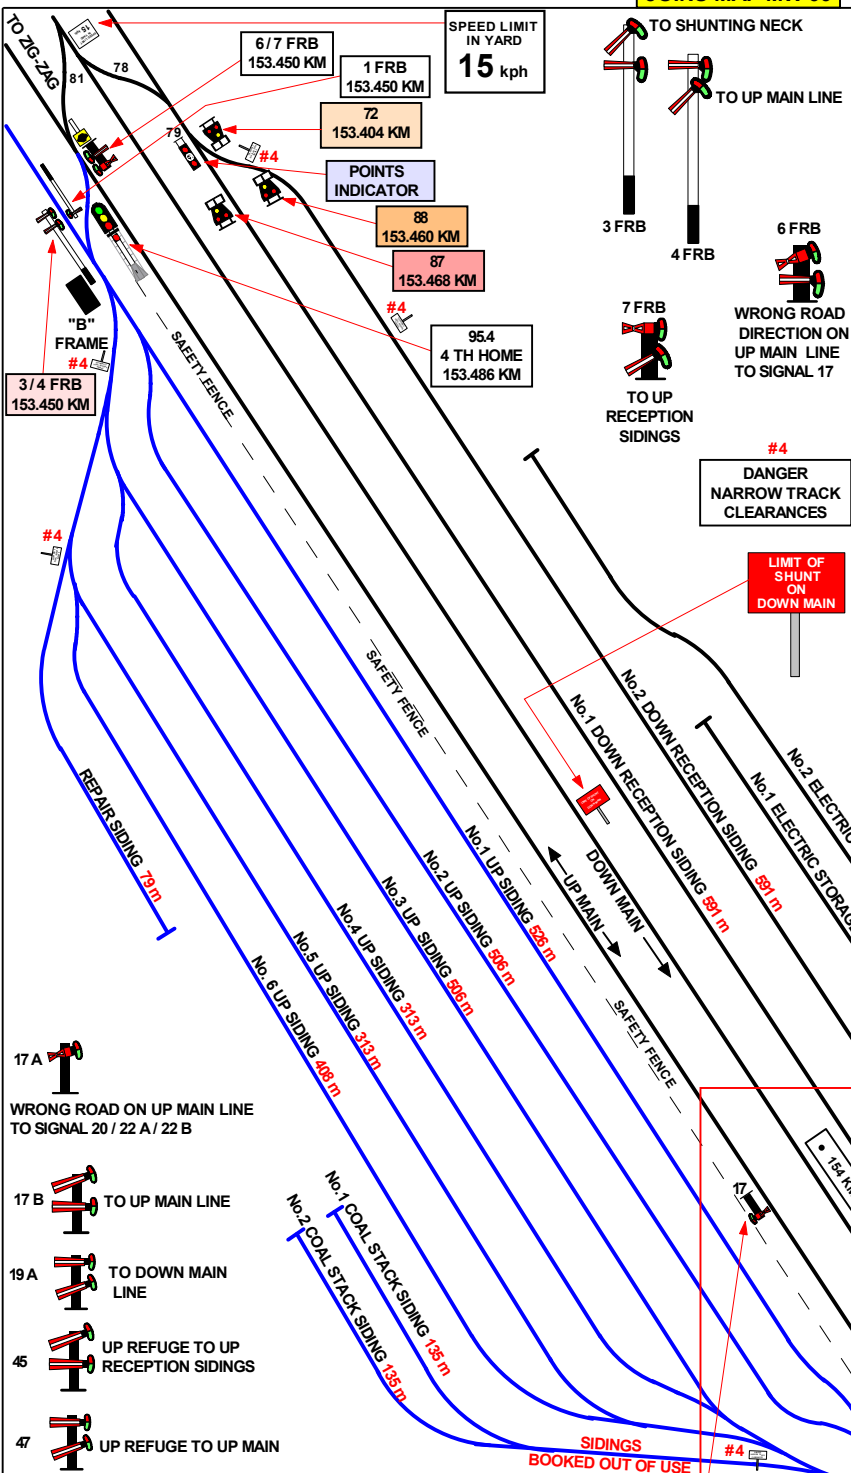 TO ZIG-ZAG
81
78
15
6 / 7 FRB
153.450 KM
1 FRB
153.450 KM
SPEED LIMIT
IN YARD
15 kph
72
153.404 KM
79
#4
POINTS
INDICATOR
88
153.460 KM
87
153.468 KM
#4
95.4
4 TH HOME
153.486 KM
"B"
FRAME
#4
3 / 4 FRB
153.450 KM
TO SHUNTING NECK
TO UP MAIN LINE
3 FRB
4 FRB
6 FRB
WRONG ROAD
DIRECTION ON
UP MAIN LINE
TO SIGNAL 17
7 FRB
TO UP
RECEPTION
SIDINGS
#4
DANGER
NARROW TRACK
CLEARANCES
LIMIT OF
SHUNT
ON
DOWN MAIN
SAFETY FENCE
#4
SAFETY FENCE
No.2 DOWN RECEPTION SIDING 591 m
No.1 DOWN RECEPTION SIDING 591 m
No.2 ELECTRIC
No.1 ELECTRIC STORAGE
DOWN MAIN
UP MAIN
REPAIR SIDING 79 m
No.1 UP SIDING 526 m
No.2 UP SIDING 506 m
No.3 UP SIDING 506 m
No.4 UP SIDING 313 m
No.5 UP SIDING 313 m
No. 6 UP SIDING 408 m
SAFETY FENCE
17 A
WRONG ROAD ON UP MAIN LINE
TO SIGNAL 20 / 22 A / 22 B
17 B
TO UP MAIN LINE
19 A
TO DOWN MAIN
LINE
45
UP REFUGE TO UP
RECEPTION SIDINGS
47
UP REFUGE TO UP MAIN
No.1 COAL STACK SIDING 135 m
No.2 COAL STACK SIDING 135 m
17
154 KM
SIDINGS
BOOKED OUT OF USE
#4